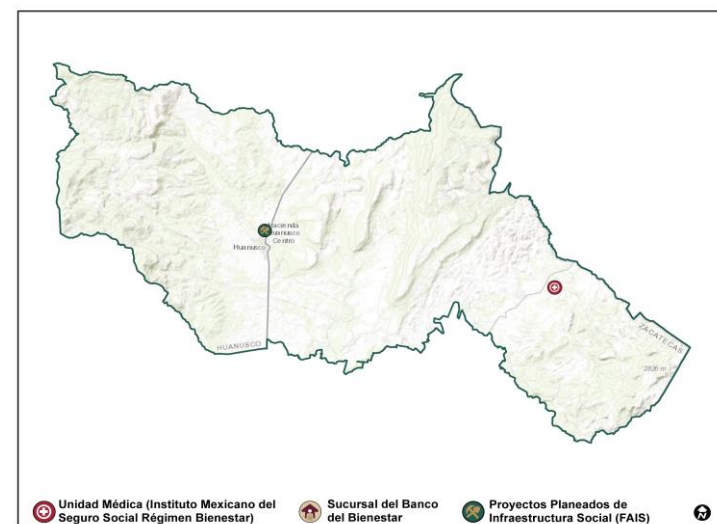 Hacienda
Huanusco
Centro
Huanusco
HUANUSCO
ZACATECAS
2826 m
Unidad Médica (Instituto Mexicano del
Seguro Social Régimen Bienestar)
Sucursal del Banco
del Bienestar
Proyectos Planeados de
Infraestructura Social (FAIS)
N